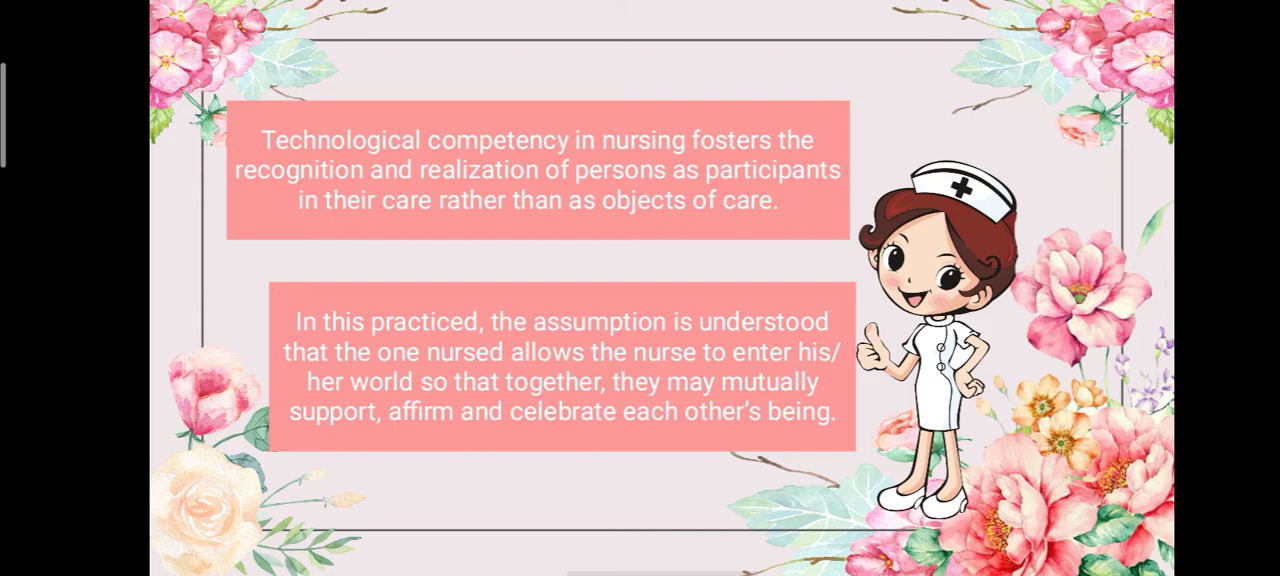 Technological competency in nursing fosters the
recognition and realization of persons as participants
in their care rather than as objects of care.
In this practiced, the assumption is understood
that the one nursed allows the nurse to enter his/
her world so that together, they may mutually
support, affirm and celebrate each other’s being.